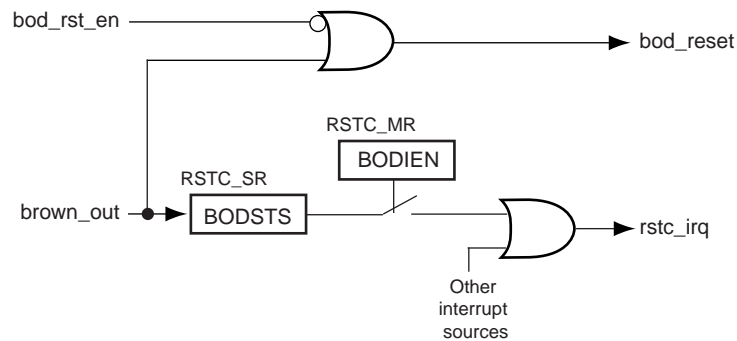 bod_rst_en
bod_reset
RSTC_MR
BODIEN
RSTC_SR
brown_out
BODSTS
rstc_irq
Other
interrupt
sources